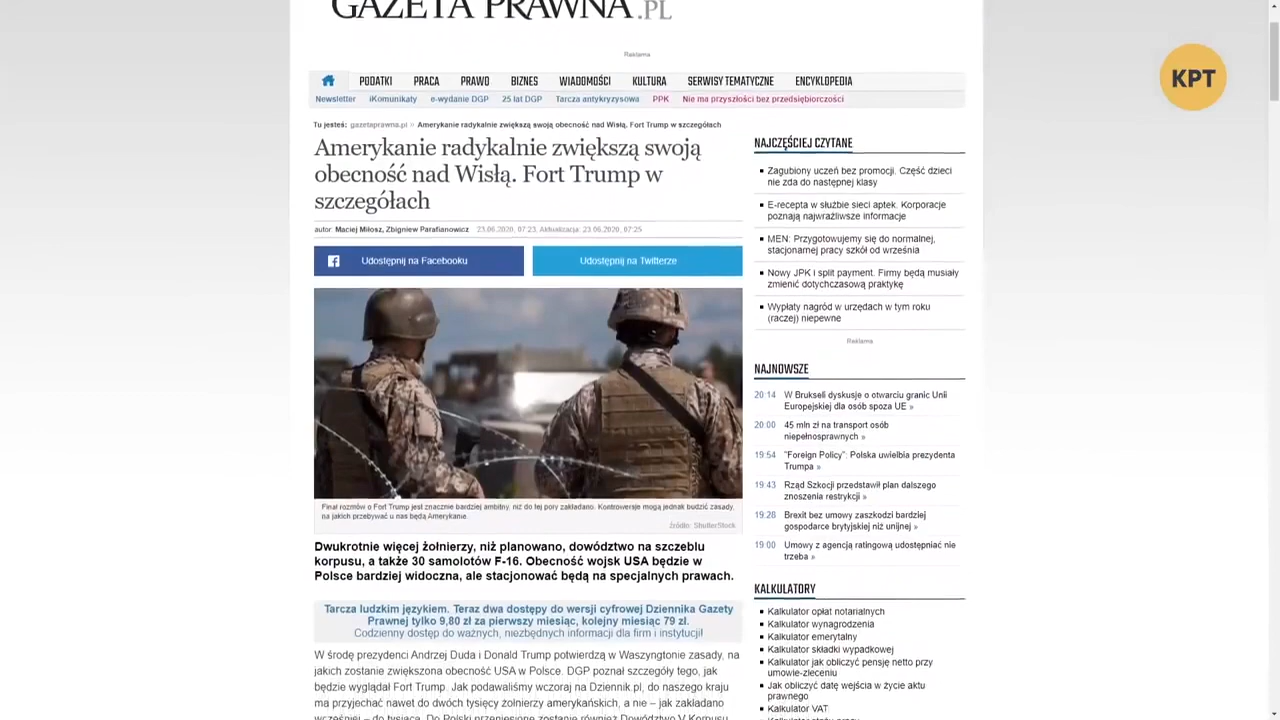 GAZETA PRAWNA.PL
Reklama
KPT
PODATKI PRACA PRAWO BIZNES WIADOMOŚCI KULTURA SERWISY TEMATYCZNE ENCYKLOPEDIA
Newsletter iKomunikaty e-wydanie DGP 25 lat DGP Tarcza antykryzysowa PPK Nie ma przyszłości bez przedsiębiorczości
Tu jesteś: gazetaprawna.pl » Amerykanie radykalnie zwiększą swoją obecność nad Wisłą. Fort Trump w szczegółach
Amerykanie radykalnie zwiększą swoją
obecność nad Wisłą. Fort Trump w
szczegółach
autor: Maciej Miłosz, Zbigniew Parafianowicz 23.06.2020, 07:23; Aktualizacja: 23.06.2020, 07:25
Udostępnij na Facebooku Udostępnij na Twitterze
Finał rozmów o Fort Trump jest znacznie bardziej ambitny, niż do tej pory zakładano. Kontrowersje mogą jednak budzić zasady,
na jakich przebywać u nas będą Amerykanie.
źródło: ShutterStock
Dwukrotnie więcej żołnierzy, niż planowano, dowództwo na szczeblu
korpusu, a także 30 samolotów F-16. Obecność wojsk USA będzie w
Polsce bardziej widoczna, ale stacjonować będą na specjalnych prawach.
Tarcza ludzkim językiem. Teraz dwa dostępy do wersji cyfrowej Dziennika Gazety
Prawnej tylko 9,80 zł za pierwszy miesiąc, kolejny miesiąc 79 zł.
Codzienny dostęp do ważnych, niezbędnych informacji dla firm i instytucji!
W środę prezydenci Andrzej Duda i Donald Trump potwierdzą w Waszyngtonie zasady, na
jakich zostanie zwiększona obecność USA w Polsce. DGP poznał szczegóły tego, jak
będzie wyglądał Fort Trump. Jak podawaliśmy wczoraj na Dziennik.pl, do naszego kraju
ma przyjechać nawet do dwóch tysięcy żołnierzy amerykańskich, a nie – jak zakładano
wcześniej – do tysiąca. Do Polski przeniesione zostanie również Dowództwo V Korpusu
NAJCZĘŚCIEJ CZYTANE
Zagubiony uczeń bez promocji. Część dzieci
nie zda do następnej klasy
E-recepta w służbie sieci aptek. Korporacje
poznają najwrażliwsze informacje
MEN: Przygotowujemy się do normalnej,
stacjonarnej pracy szkół od września
Nowy JPK i split payment. Firmy będą musiały
zmienić dotychczasową praktykę
Wypłaty nagród w urzędach w tym roku
(raczej) niepewne
Reklama
NAJNOWSZE
20:14 W Brukseli dyskusje o otwarciu granic Unii
Europejskiej dla osób spoza UE »
20:00 45 mln zł na transport osób
niepełnosprawnych »
19:54 "Foreign Policy": Polska uwielbia prezydenta
Trumpa »
19:43 Rząd Szkocji przedstawił plan dalszego
znoszenia restrykcji »
19:28 Brexit bez umowy zaszkodzi bardziej
gospodarce brytyjskiej niż unijnej »
19:00 Umowy z agencją ratingową udostępniać nie
trzeba »
KALKULATORY
Kalkulator opłat notarialnych
Kalkulator wynagrodzenia
Kalkulator emerytalny
Kalkulator składki wypadkowej
Kalkulator jak obliczyć pensję netto przy
umowie-zleceniu
Jak obliczyć datę wejścia w życie aktu
prawnego
Kalkulator VAT